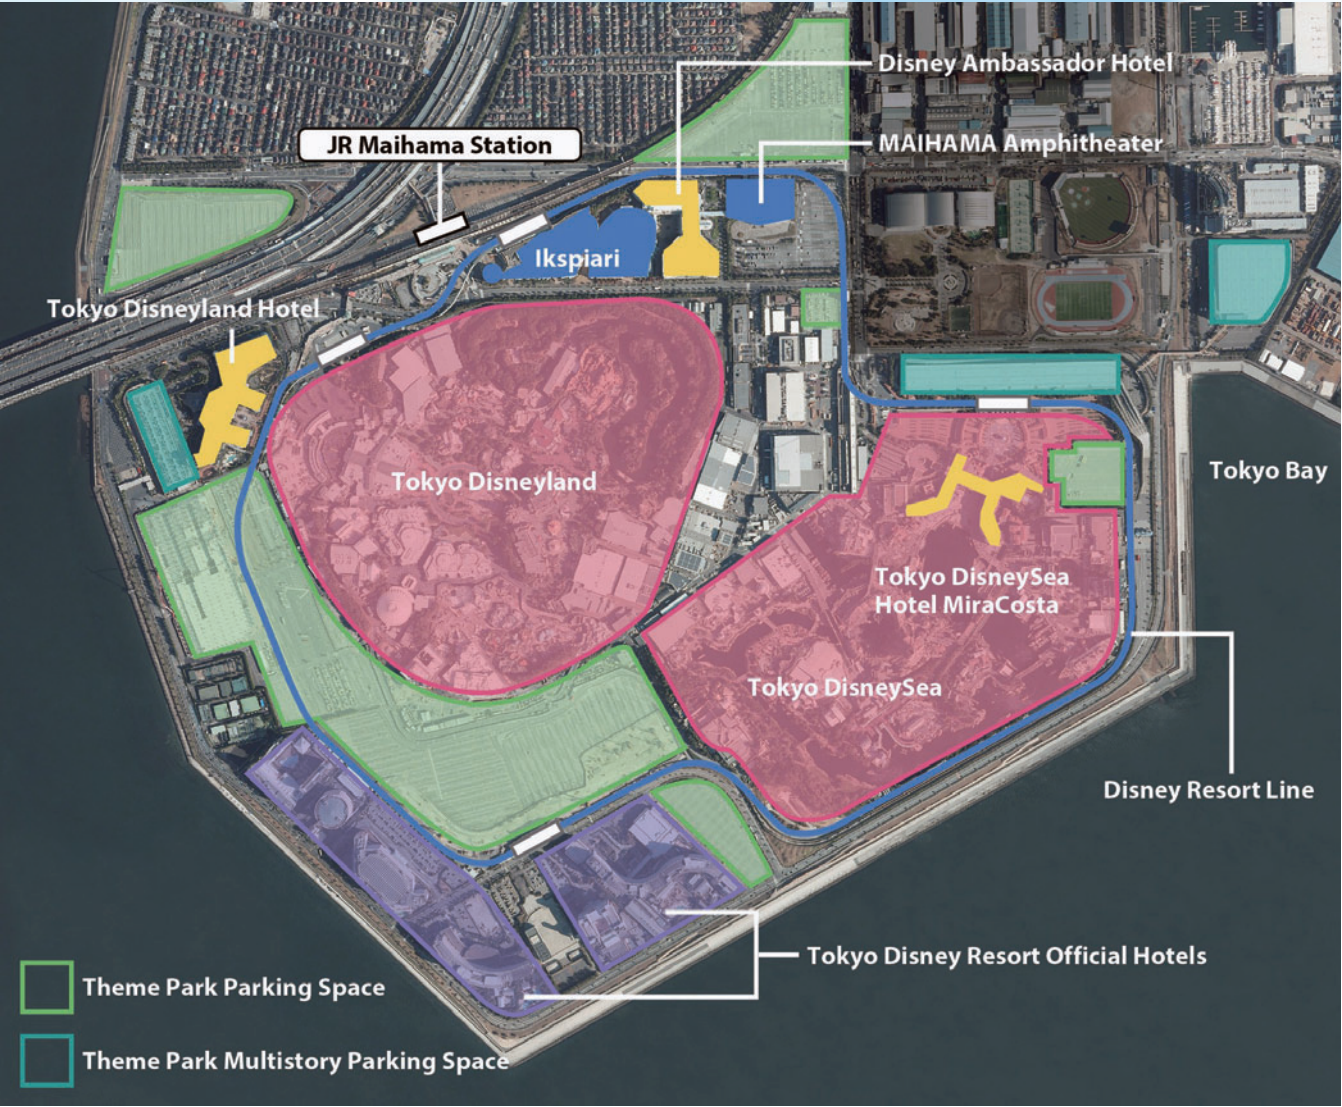 Disney Ambassador Hotel
JR Maihama Station
MAIHAMA Amphitheater
Ikspiari
Tokyo Disneyland Hotel
Tokyo Disneyland
Tokyo Bay
Tokyo DisneySea
Hotel MiraCosta
Tokyo DisneySea
Disney Resort Line
Tokyo Disney Resort Official Hotels
Theme Park Parking Space
Theme Park Multistory Parking Space